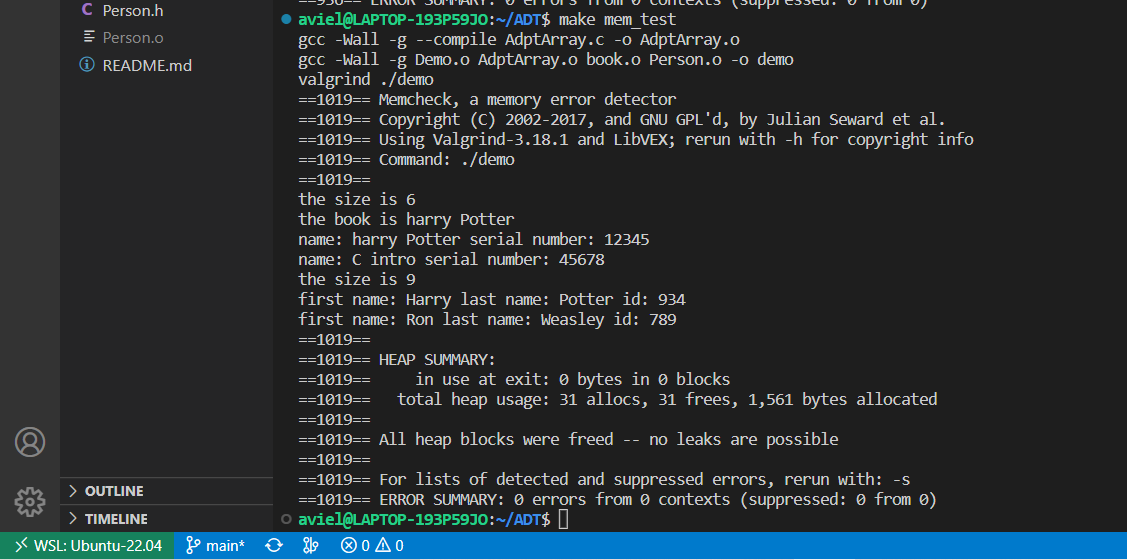 C Person.h
Person.o
README.md
OUTLINE
TIMELINE
==956== ERROR SUMMARY: 0 errors from 0 contexts (suppressed: 0 from 0)
aviel@LAPTOP-193P59JO:~/ADT$ make mem_test
gcc -Wall -g --compile AdptArray.c -o AdptArray.o
gcc -Wall -g Demo.o AdptArray.o book.o Person.o -o demo
valgrind ./demo
==1019== Memcheck, a memory error detector
==1019== Copyright (C) 2002-2017, and GNU GPL'd, by Julian Seward et al.
==1019== Using Valgrind-3.18.1 and LibVEX; rerun with -h for copyright info
==1019== Command: ./demo
==1019==
the size is 6
the book is harry Potter
name: harry Potter serial number: 12345
name: C intro serial number: 45678
the size is 9
first name: Harry last name: Potter id: 934
first name: Ron last name: Weasley id: 789
==1019==
==1019== HEAP SUMMARY:
==1019==     in use at exit: 0 bytes in 0 blocks
==1019==   total heap usage: 31 allocs, 31 frees, 1,561 bytes allocated
==1019==
==1019== All heap blocks were freed -- no leaks are possible
==1019==
==1019== For lists of detected and suppressed errors, rerun with: -s
==1019== ERROR SUMMARY: 0 errors from 0 contexts (suppressed: 0 from 0)
aviel@LAPTOP-193P59JO:~/ADT$
WSL: Ubuntu-22.04 main* 0 0